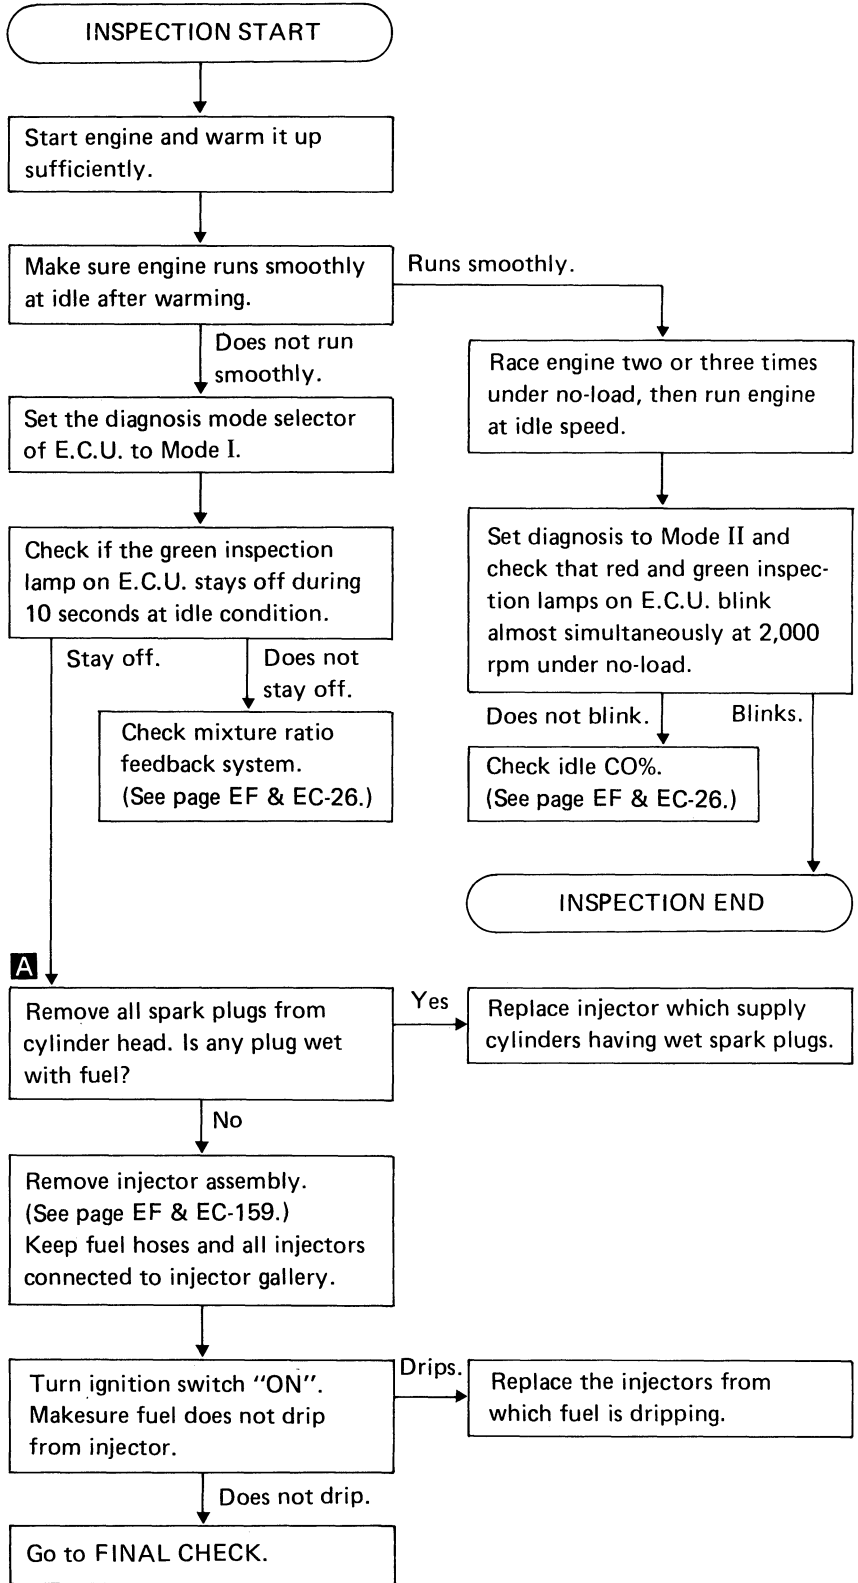 INSPECTION START
Start engine and warm it up
sufficiently.
Make sure engine runs smoothly
at idle after warming.
Runs smoothly.
Does not run
smoothly.
Race engine two or three times
under no-load, then run engine
at idle speed.
Set the diagnosis mode selector
of E.C.U. to Mode I.
Check if the green inspection
lamp on E.C.U. stays off during
10 seconds at idle condition.
Set diagnosis to Mode II and
check that red and green inspec-
tion lamps on E.C.U. blink
almost simultaneously at 2,000
rpm under no-load.
Stay off.
Does not
stay off.
Does not blink.
Blinks.
Check mixture ratio
feedback system.
(See page EF & EC-26.)
Check idle CO%.
(See page EF & EC-26.)
INSPECTION END
A
Remove all spark plugs from
cylinder head. Is any plug wet
with fuel?
Yes
Replace injector which supply
cylinders having wet spark plugs.
No
Remove injector assembly.
(See page EF & EC-159.)
Keep fuel hoses and all injectors
connected to injector gallery.
Turn ignition switch “ON”.
Makesure fuel does not drip
from injector.
Drips.
Replace the injectors from
which fuel is dripping.
Does not drip.
Go to FINAL CHECK.